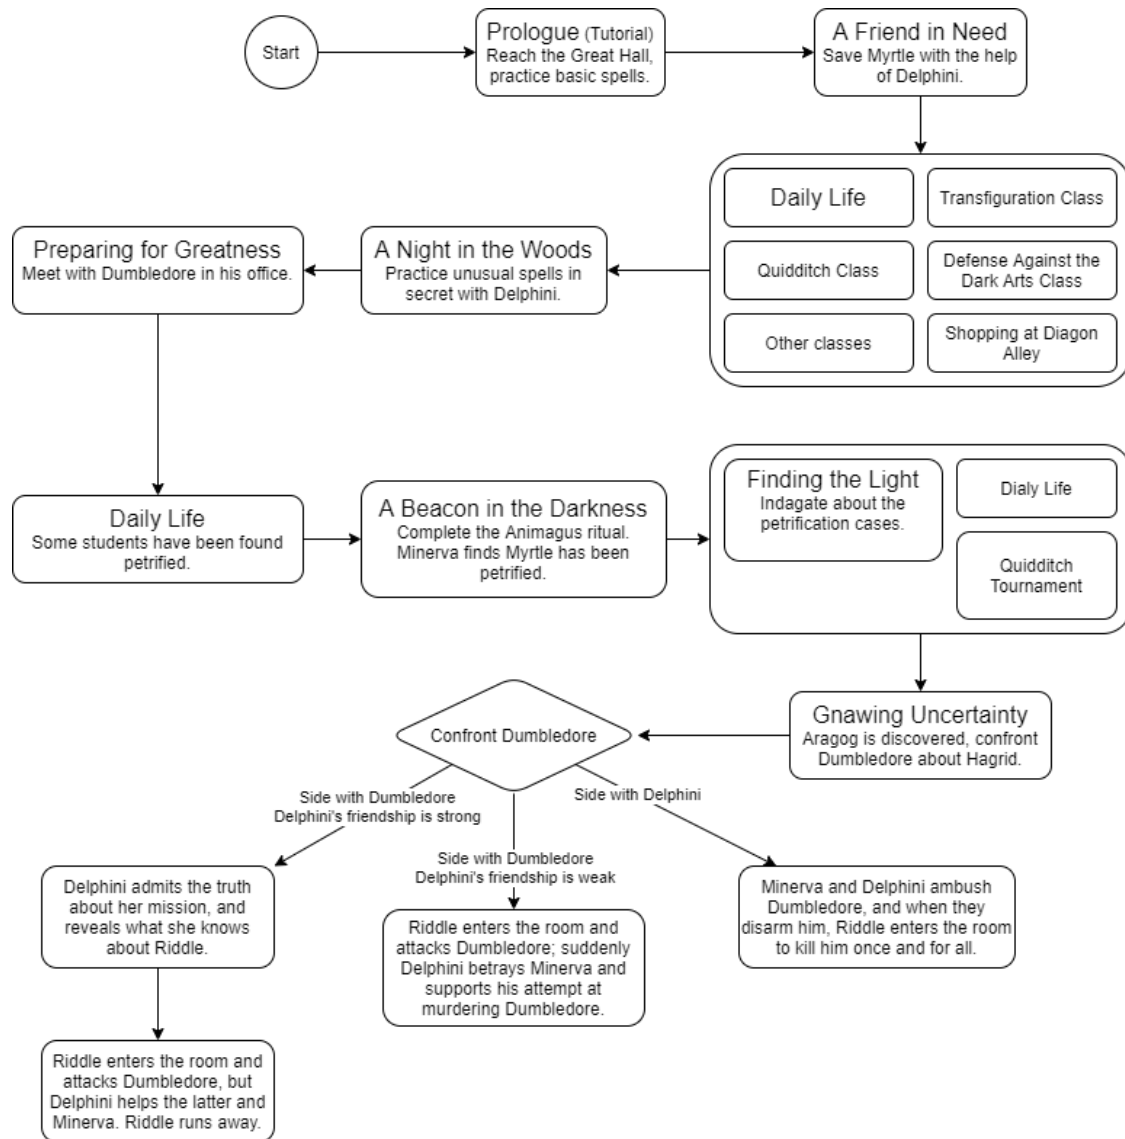 Start
Prologue (Tutorial)
Reach the Great Hall,
practice basic spells.
A Friend in Need
Save Myrtle with the help
of Delphini.
Daily Life
Transfiguration Class
Quidditch Class
Defense Against the
Dark Arts Class
Other classes
Shopping at Diagon
Alley
A Night in the Woods
Practice unusual spells in
secret with Delphini.
Preparing for Greatness
Meet with Dumbledore in his office.
Daily Life
Some students have been found
petrified.
A Beacon in the Darkness
Complete the Animagus ritual.
Minerva finds Myrtle has been
petrified.
Finding the Light
Indagate about the
petrification cases.
Dialy Life
Quidditch
Tournament
Gnawing Uncertainty
Aragog is discovered, confront
Dumbledore about Hagrid.
Confront Dumbledore
Side with Dumbledore
Delphini's friendship is strong
Side with Dumbledore
Delphini's friendship is weak
Side with Delphini
Delphini admits the truth
about her mission, and
reveals what she knows
about Riddle.
Riddle enters the room and
attacks Dumbledore; suddenly
Delphini betrays Minerva and
supports his attempt at
murdering Dumbledore.
Minerva and Delphini ambush
Dumbledore, and when they
disarm him, Riddle enters the room
to kill him once and for all.
Riddle enters the room and
attacks Dumbledore, but
Delphini helps the latter and
Minerva. Riddle runs away.